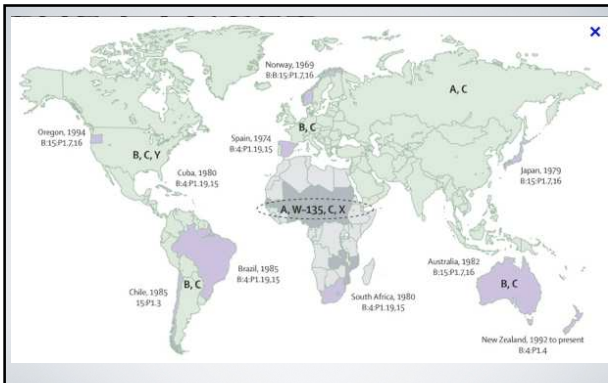 ×
Norway, 1969
B:B:15:P1.7,16
A, C
Oregon, 1994
B:15:P1.7,16
B, C
Spain, 1974
B:4:P1.19,15
B, C, Y
Cuba, 1980
B:4:P1.19,15
Japan, 1979
B:15:P1.7,16
A, W-135, C, X
Brazil, 1985
B:4:P1.19,15
Australia, 1982
B:15:P1.7,16
B, C
Chile, 1985
15:P1.3
B, C
South Africa, 1980
B:4:P1.19,15
New Zealand, 1992 to present
B:4:P1.4